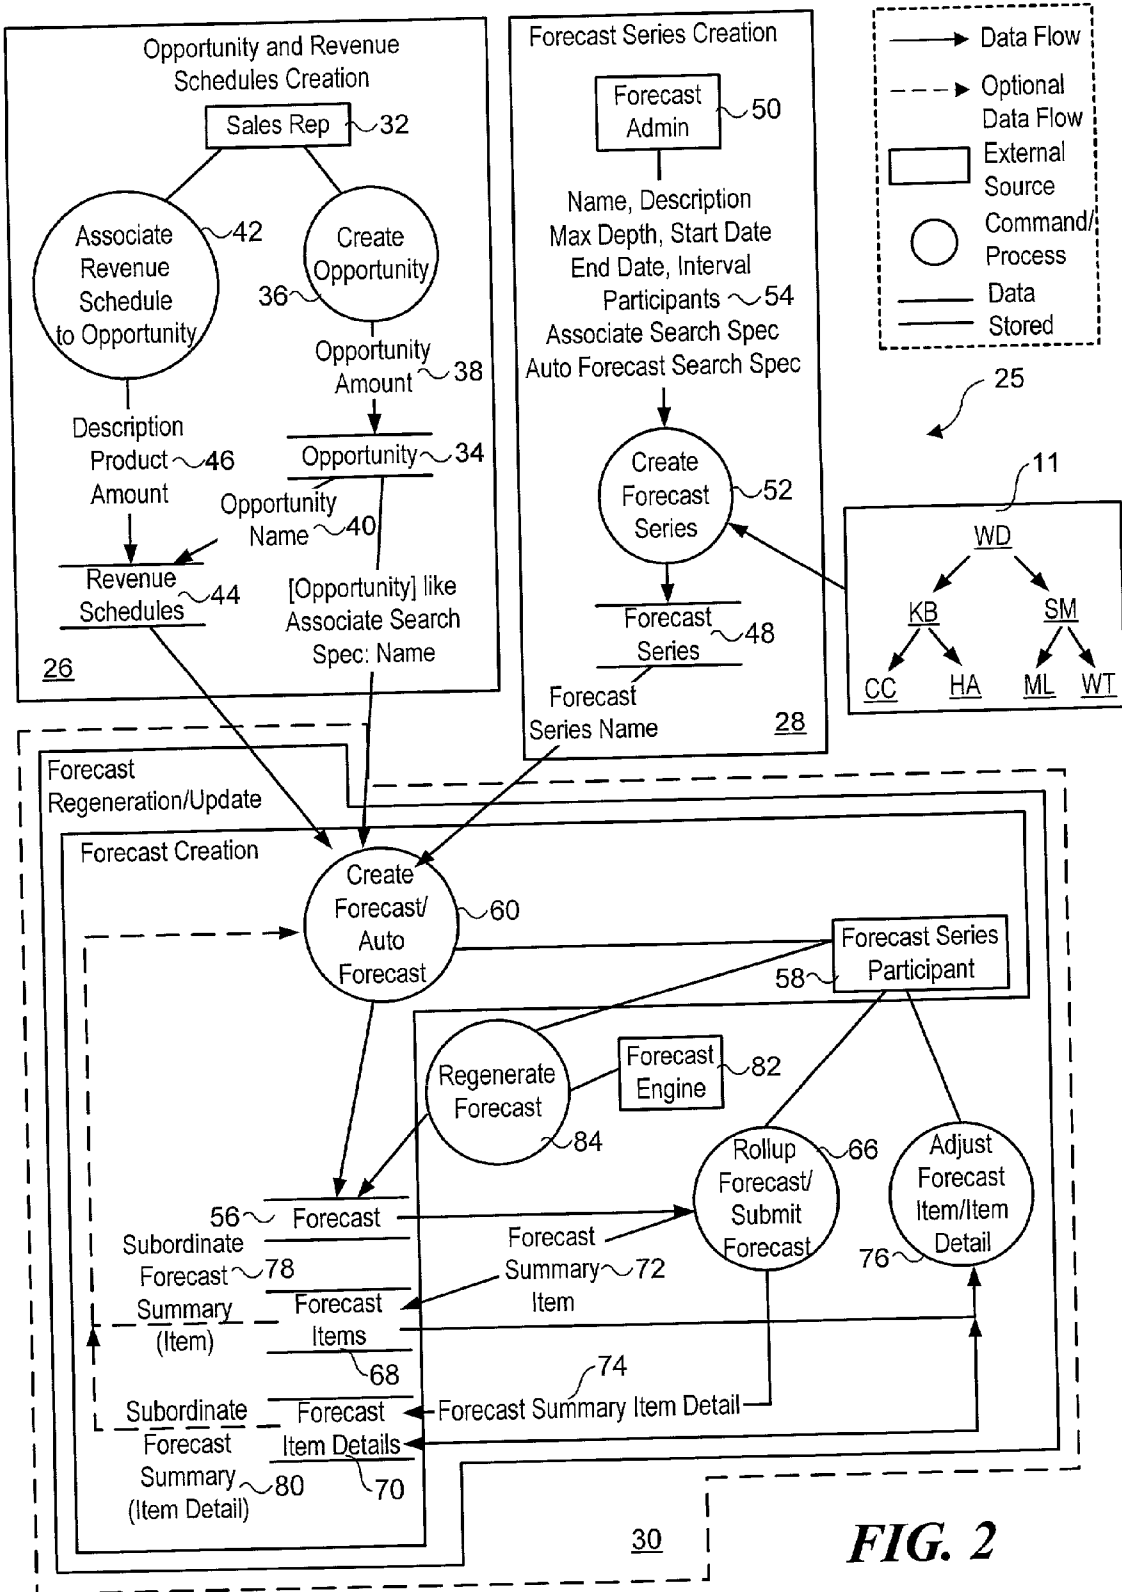 Opportunity and Revenue
Schedules Creation
Sales Rep 32
Associate
Revenue
Schedule
to Opportunity
42
Create
Opportunity
36
Opportunity
Amount 38
Description
Product 46
Amount
Opportunity 34
Opportunity
Name 40
Revenue
Schedules 44
[Opportunity] like
Associate Search
Spec: Name
26
Forecast Series Creation
Forecast
Admin
50
Name, Description
Max Depth, Start Date
End Date, Interval
Participants 54
Associate Search Spec
Auto Forecast Search Spec
Create
Forecast
Series
52
Forecast
Series 48
Forecast
Series Name
28
Data Flow
Optional
Data Flow
External
Source
Command/
Process
Data
Stored
25
11
WD
KB SM
CC HA ML WT
Forecast
Regeneration/Update
Forecast Creation
Create
Forecast/
Auto
Forecast
60
Forecast Series
Participant
58
Regenerate
Forecast
84
Forecast
Engine
82
Rollup
Forecast/
Submit
Forecast
66
Adjust
Forecast
Item/Item
Detail
76
56 Forecast
Subordinate
Forecast 78
Summary
(Item)
Forecast
Summary 72
Item
Forecast
Items
68
74
Forecast Summary Item Detail
Subordinate
Forecast
Summary 80
(Item Detail)
Forecast
Item Details
70
30
FIG. 2